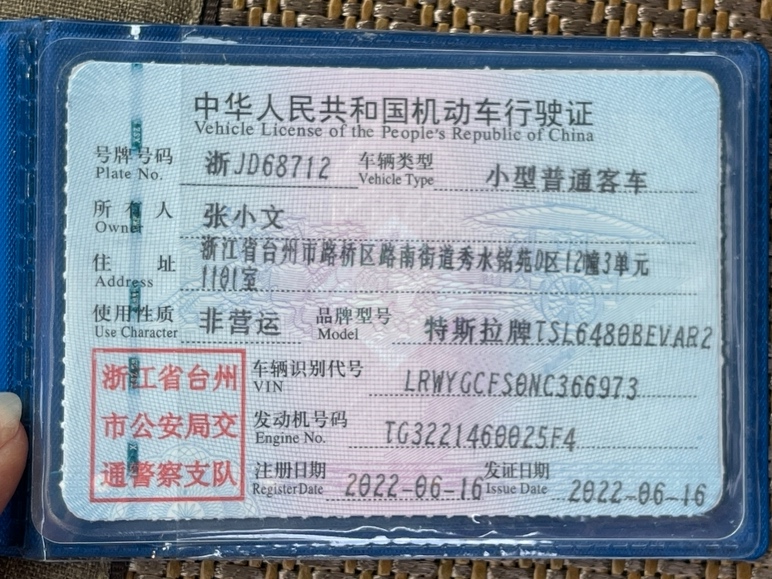 中华人民共和国机动车行驶证
Vehicle License of the People's Republic of China
号牌号码 浙JD68712 车辆类型 小型普通客车
Plate No. Vehicle Type
所有人 张小文
Owner
住址 浙江省台州市路桥区路南街道秀水铭苑D区12幢3单元
Address 1101室
使用性质 非营运 品牌型号 特斯拉牌TSL6480BEVAR2
Use Character Model
浙江省台州 车辆识别代号 LRWYGCFS0NC366973
VIN
市公安局交 发动机号码 TG3221460025F4
Engine No.
通警察支队 注册日期 2022-06-16 发证日期 2022-06-16
Register Date Issue Date